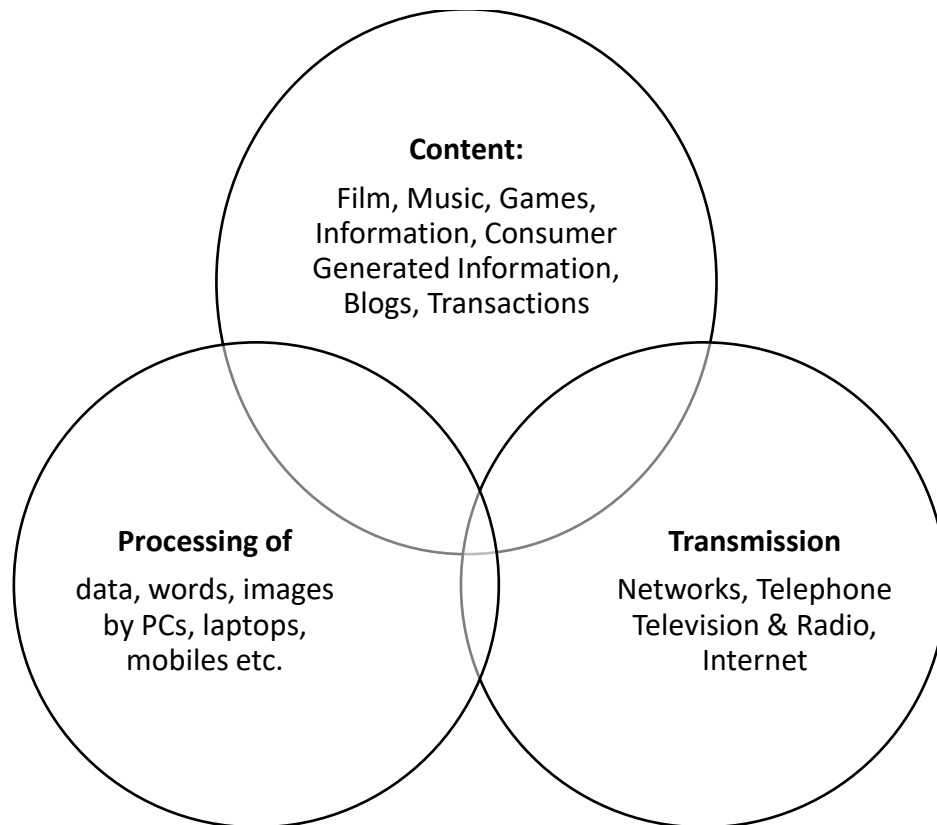 Content:
Film, Music, Games,
Information, Consumer
Generated Information,
Blogs, Transactions
Processing of
data, words, images
by PCs, laptops,
mobiles etc.
Transmission
Networks, Telephone
Television & Radio,
Internet